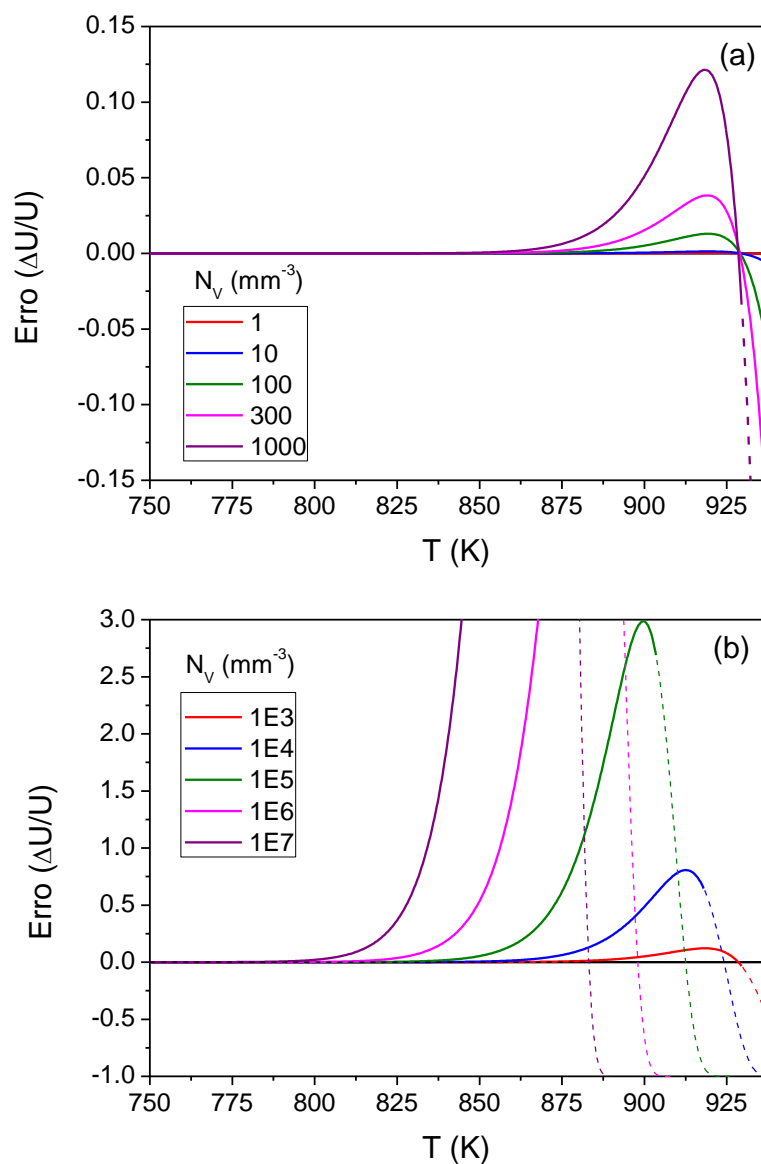 (a)
0.15
0.10
0.05
0.00
-0.05
-0.10
-0.15
Erro (ΔU/U)
N_V (mm^-3)
1
10
100
300
1000
750 775 800 825 850 875 900 925
T (K)
(b)
3.0
2.5
2.0
1.5
1.0
0.5
0.0
-0.5
-1.0
Erro (ΔU/U)
N_V (mm^-3)
1E3
1E4
1E5
1E6
1E7
750 775 800 825 850 875 900 925
T (K)